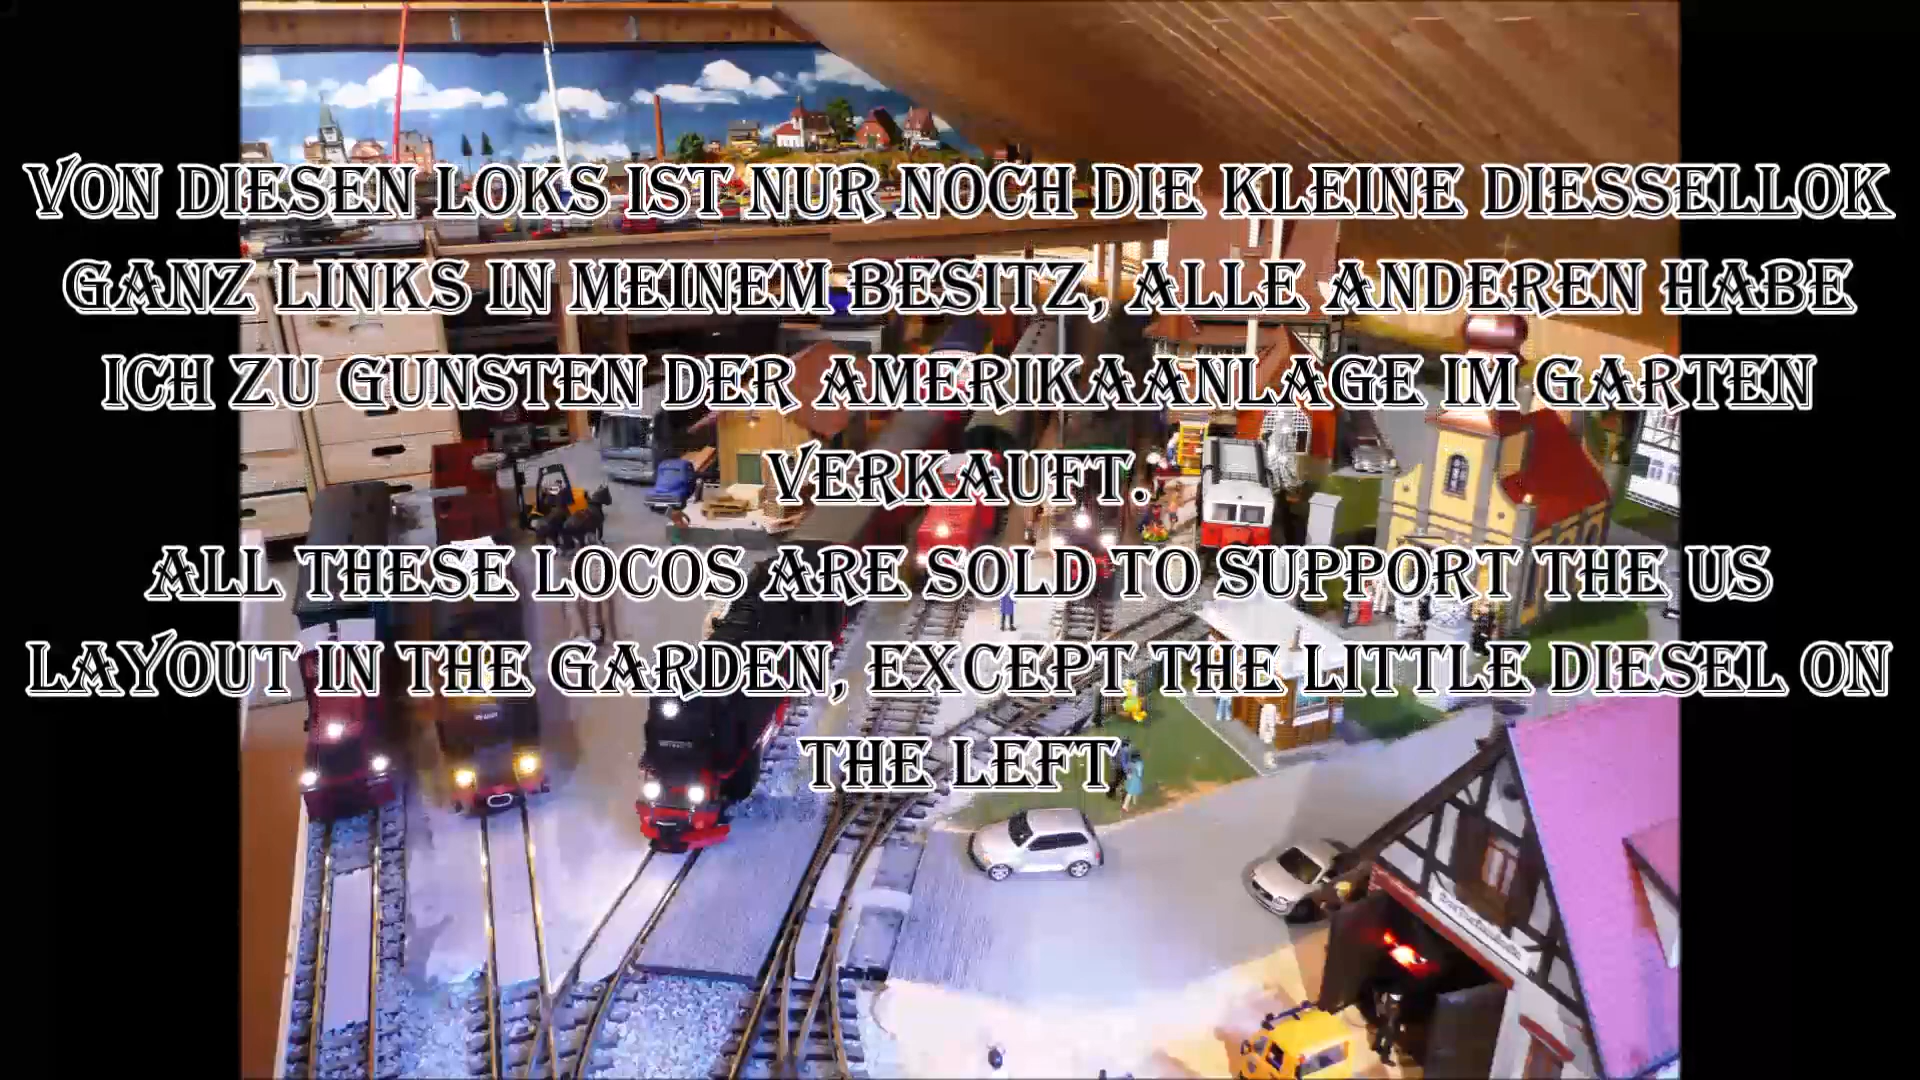 VON DIESEN LOKS IST NUR NOCH DIE KLEINE DIESSELLOK
GANZ LINKS IN MEINEM BESITZ, ALLE ANDEREN HABE
ICH ZU GUNSTEN DER AMERIKAANLAGE IM GARTEN
VERKAUFT.
ALL THESE LOCOS ARE SOLD TO SUPPORT THE US
LAYOUT IN THE GARDEN, EXCEPT THE LITTLE DIESEL ON
THE LEFT